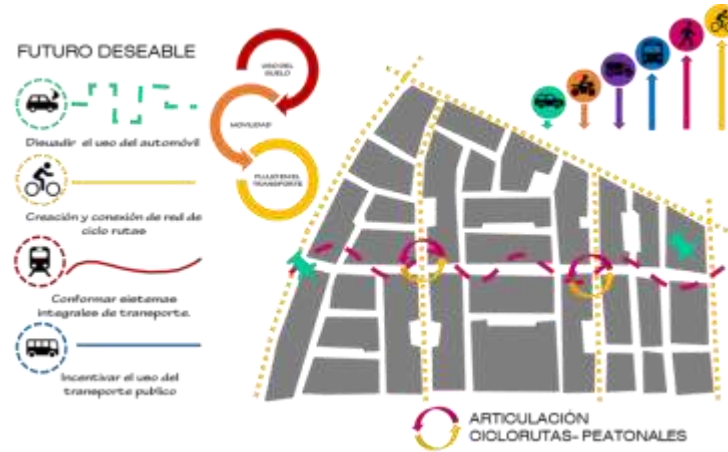 FUTURO DESEABLE
Disuadir el uso del automóvil
Creación y conexión de red de
ciclo rutas
Conformar sistemas
integrales de transporte.
Incentivar el uso del
transporte publico
USO DEL
SUELO
MOVILIDAD
FLUJO EN EL
TRANSPORTE
ARTICULACIÓN
CICLORUTAS- PEATONALES